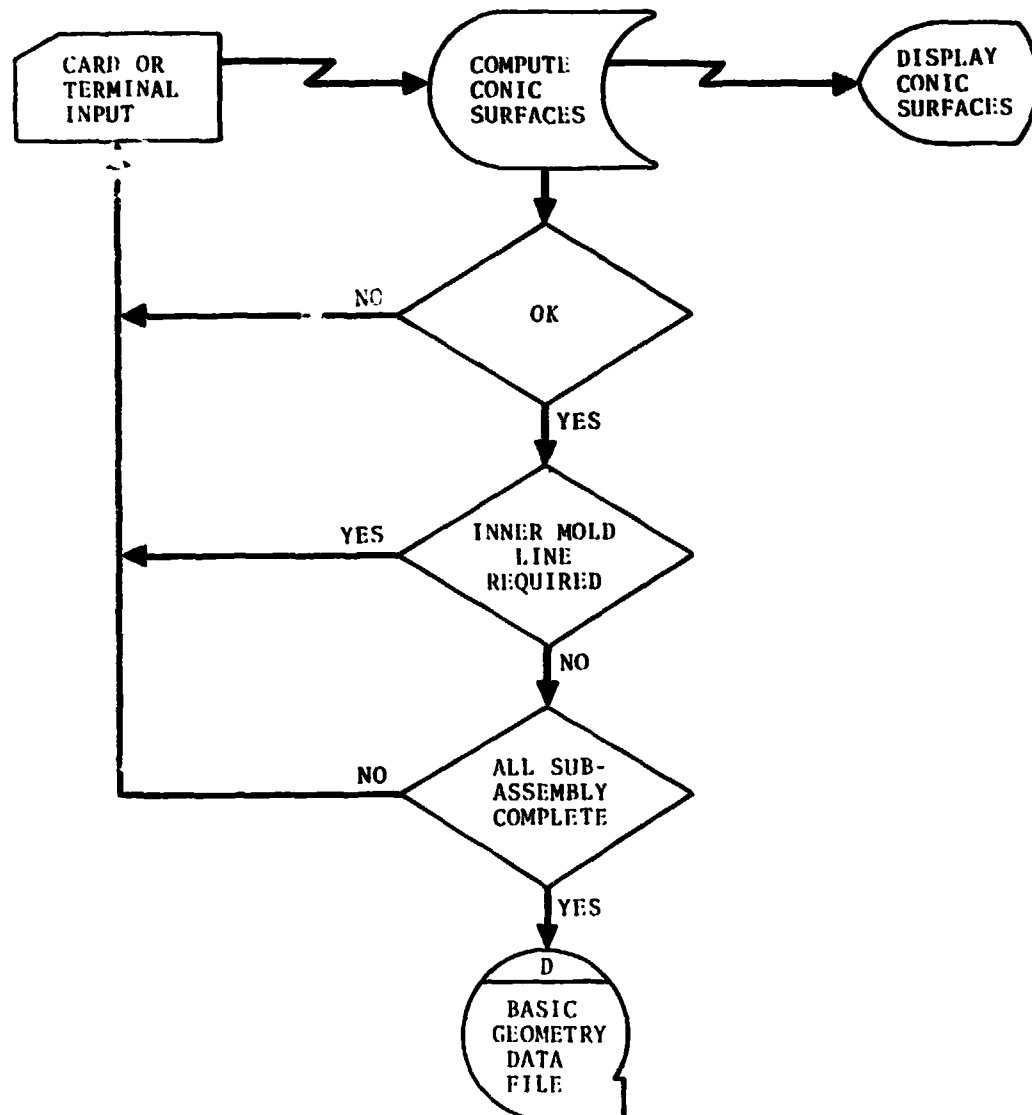 CARD OR
TERMINAL
INPUT
COMPUTE
CONIC
SURFACES
DISPLAY
CONIC
SURFACES
NO
OK
YES
YES
INNER MOLD
LINE
REQUIRED
NO
NO
ALL SUB-
ASSEMBLY
COMPLETE
YES
D
BASIC
GEOMETRY
DATA
FILE